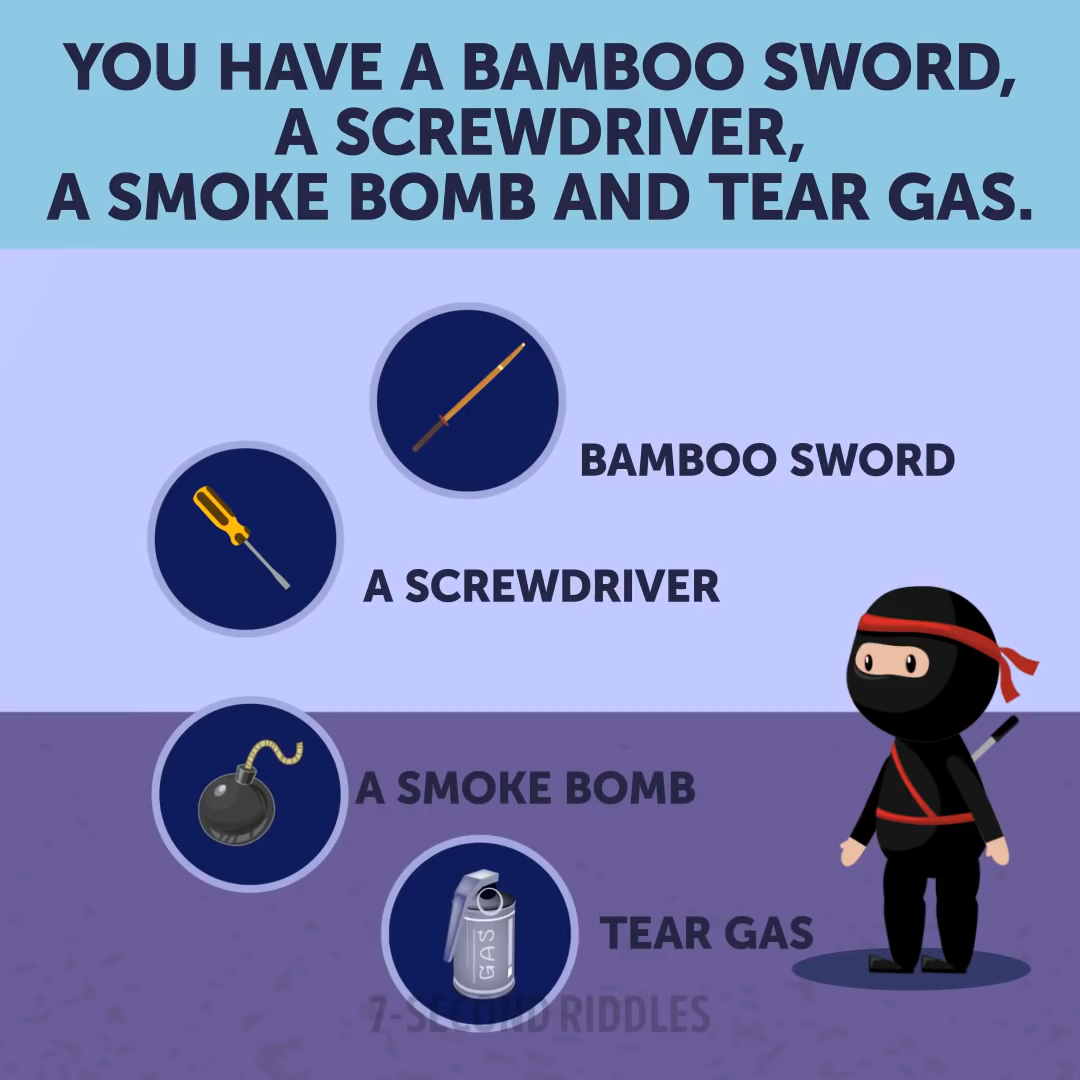 YOU HAVE A BAMBOO SWORD,
A SCREWDRIVER,
A SMOKE BOMB AND TEAR GAS.
BAMBOO SWORD
A SCREWDRIVER
A SMOKE BOMB
GAS
TEAR GAS
7-SECOND RIDDLES